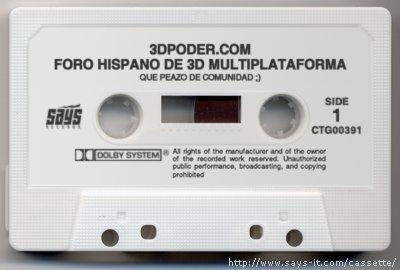 3DPODER.COM
FORO HISPANO DE 3D MULTIPLATAFORMA
QUE PEAZO DE COMUNIDAD ;)
says
RECORDS
SIDE
1
CTG00391
DOLBY SYSTEM®
All rights of the manufacturer and of the owner
of the recorded work reserved. Unauthorized
public performance, broadcasting, and copying
prohibited
http://www.says-it.com/cassette/